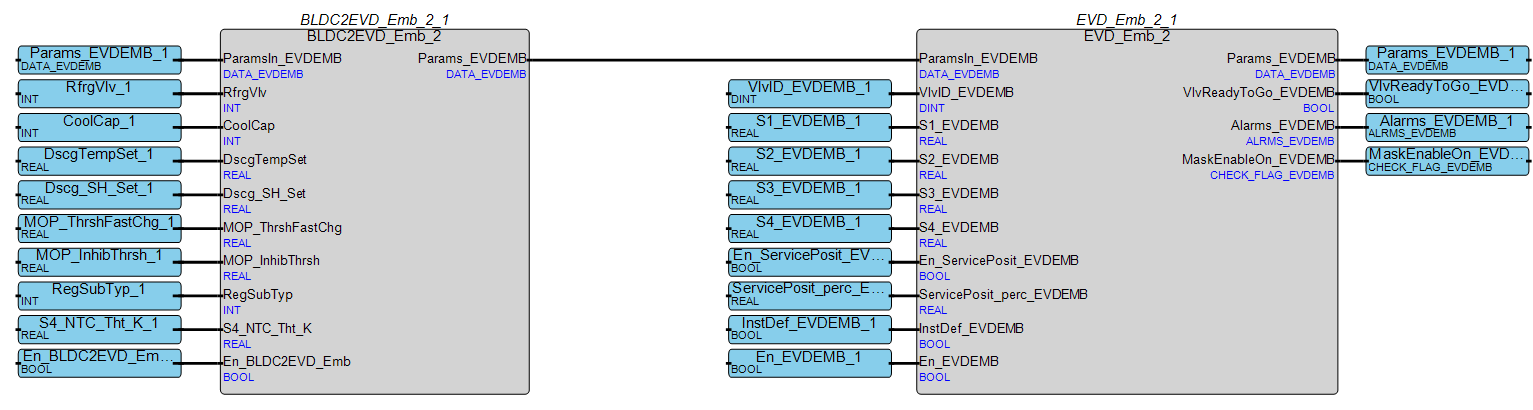 BLDC2EVD_Emb_2_1
BLDC2EVD_Emb_2
Params_EVDEMB_1
DATA_EVDEMB
ParamsIn_EVDEMB
DATA_EVDEMB
Params_EVDEMB
DATA_EVDEMB
RfrgVlv_1
INT
RfrgVlv
INT
CoolCap_1
INT
CoolCap
INT
DscgTempSet_1
REAL
DscgTempSet
REAL
Dscg_SH_Set_1
REAL
Dscg_SH_Set
REAL
MOP_ThrshFastChg_1
REAL
MOP_ThrshFastChg
REAL
MOP_InhibThrsh_1
REAL
MOP_InhibThrsh
REAL
RegSubTyp_1
INT
RegSubTyp
INT
S4_NTC_Tht_K_1
REAL
S4_NTC_Tht_K
REAL
En_BLDC2EVD_Em...
BOOL
En_BLDC2EVD_Emb
BOOL
EVD_Emb_2_1
EVD_Emb_2
ParamsIn_EVDEMB
DATA_EVDEMB
VlvID_EVDEMB_1
DINT
VlvID_EVDEMB
DINT
S1_EVDEMB_1
REAL
S1_EVDEMB
REAL
S2_EVDEMB_1
REAL
S2_EVDEMB
REAL
S3_EVDEMB_1
REAL
S3_EVDEMB
REAL
S4_EVDEMB_1
REAL
S4_EVDEMB
REAL
En_ServicePosit_EV...
BOOL
En_ServicePosit_EVDEMB
BOOL
ServicePosit_perc_E...
REAL
ServicePosit_perc_EVDEMB
REAL
InstDef_EVDEMB_1
BOOL
InstDef_EVDEMB
BOOL
En_EVDEMB_1
BOOL
En_EVDEMB
BOOL
Params_EVDEMB
DATA_EVDEMB
Params_EVDEMB_1
DATA_EVDEMB
VlvReadyToGo_EVDEMB
BOOL
VlvReadyToGo_EVD...
BOOL
Alarms_EVDEMB
ALRMS_EVDEMB
Alarms_EVDEMB_1
ALRMS_EVDEMB
MaskEnableOn_EVDEMB
CHECK_FLAG_EVDEMB
MaskEnableOn_EVD...
CHECK_FLAG_EVDEMB